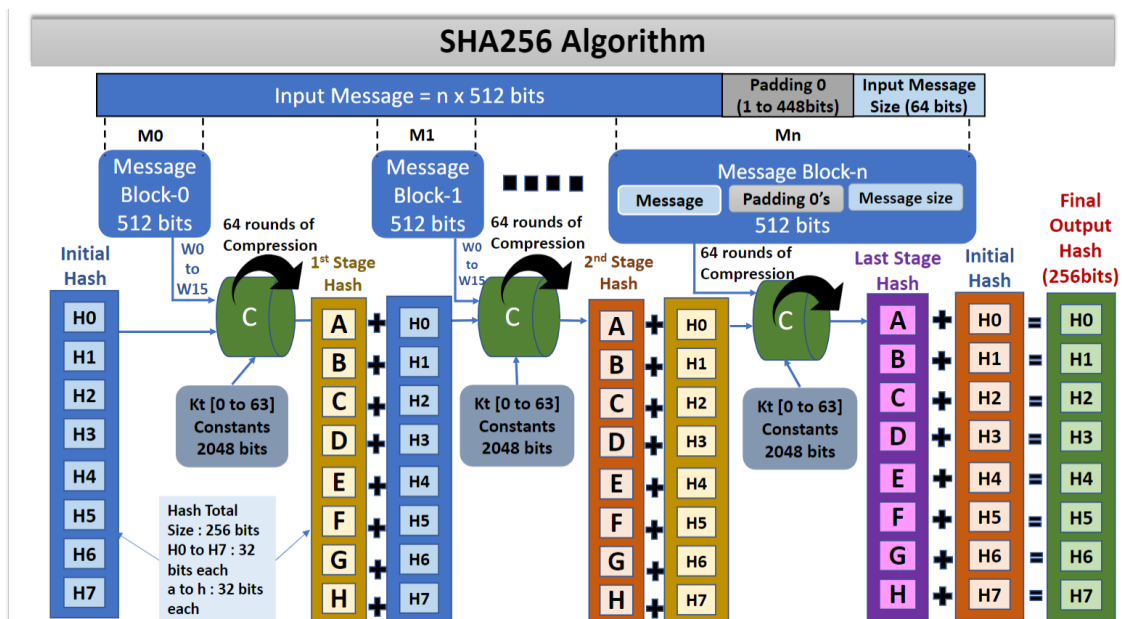 SHA256 Algorithm
Input Message = n x 512 bits
Padding 0
(1 to 448bits)
Input Message
Size (64 bits)
M0
M1
Mn
Message
Block-0
512 bits
Message
Block-1
512 bits
Message Block-n
Message
Padding 0's
Message size
512 bits
Final
Output
Hash
(256bits)
64 rounds of
Compression
64 rounds of
Compression
64 rounds of
Compression
W0
to
W15
W0
to
W15
Initial
Hash
1st Stage
Hash
2nd Stage
Hash
Last Stage
Hash
Initial
Hash
C
C
C
H0
H1
H2
H3
H4
H5
H6
H7
Kt [0 to 63]
Constants
2048 bits
Hash Total
Size : 256 bits
H0 to H7 : 32
bits each
a to h : 32 bits
each
A + H0
B + H1
C + H2
D + H3
E + H4
F + H5
G + H6
H + H7
Kt [0 to 63]
Constants
2048 bits
A + H0
B + H1
C + H2
D + H3
E + H4
F + H5
G + H6
H + H7
Kt [0 to 63]
Constants
2048 bits
A + H0 = H0
B + H1 = H1
C + H2 = H2
D + H3 = H3
E + H4 = H4
F + H5 = H5
G + H6 = H6
H + H7 = H7